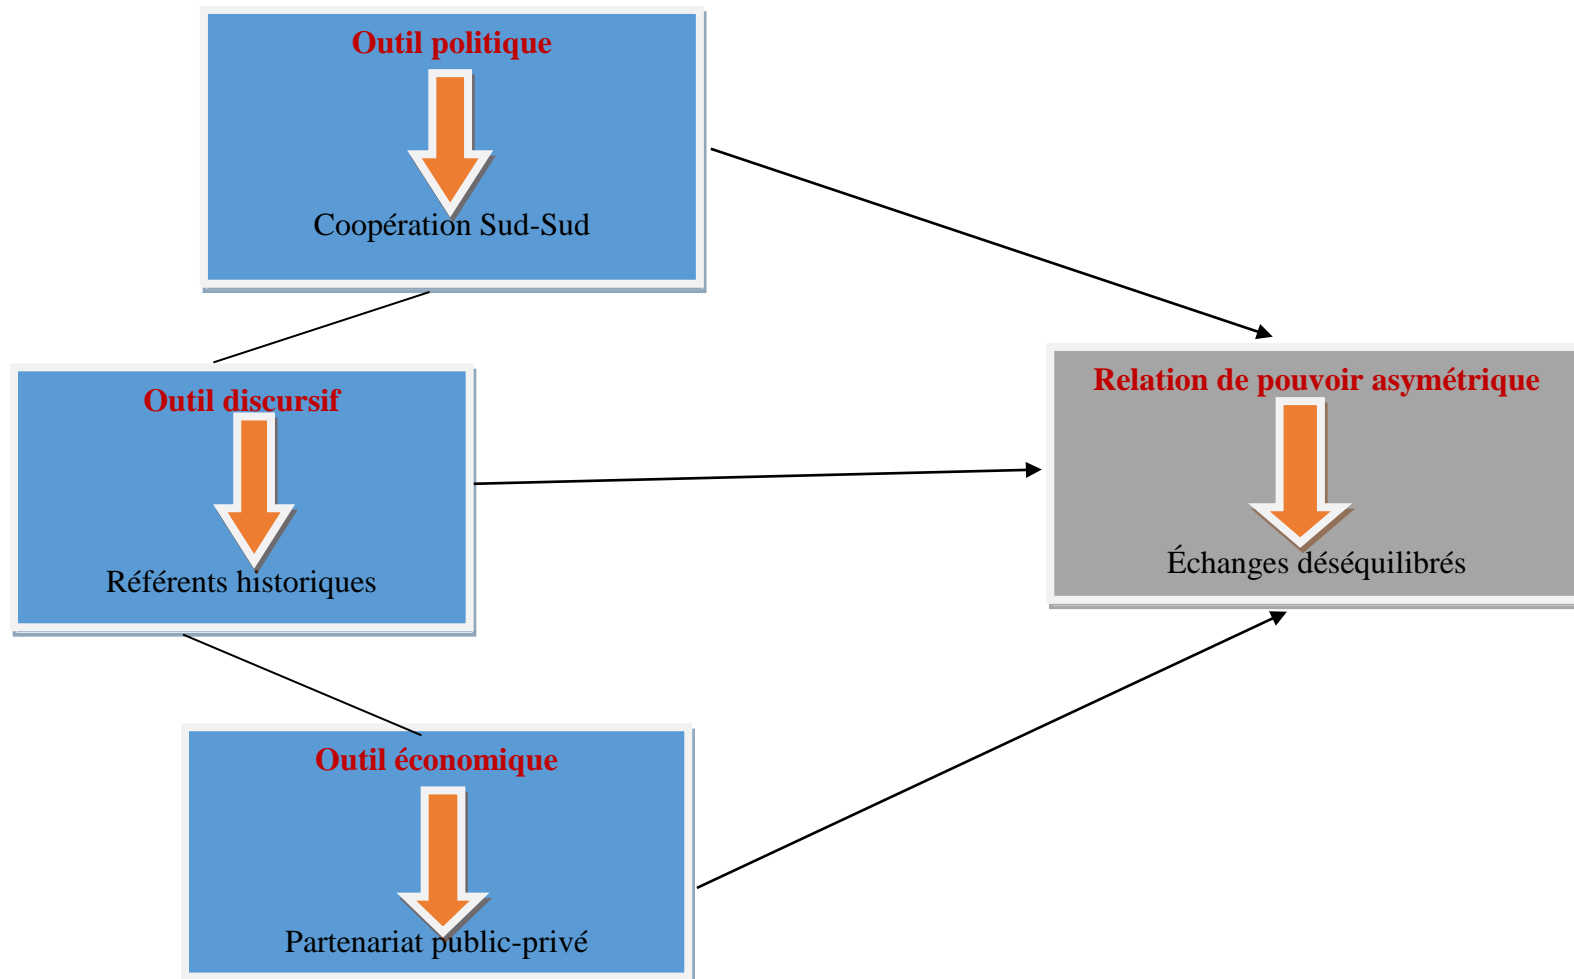 Outil politique
Coopération Sud-Sud
Outil discursif
Référents historiques
Relation de pouvoir asymétrique
Échanges déséquilibrés
Outil économique
Partenariat public-privé